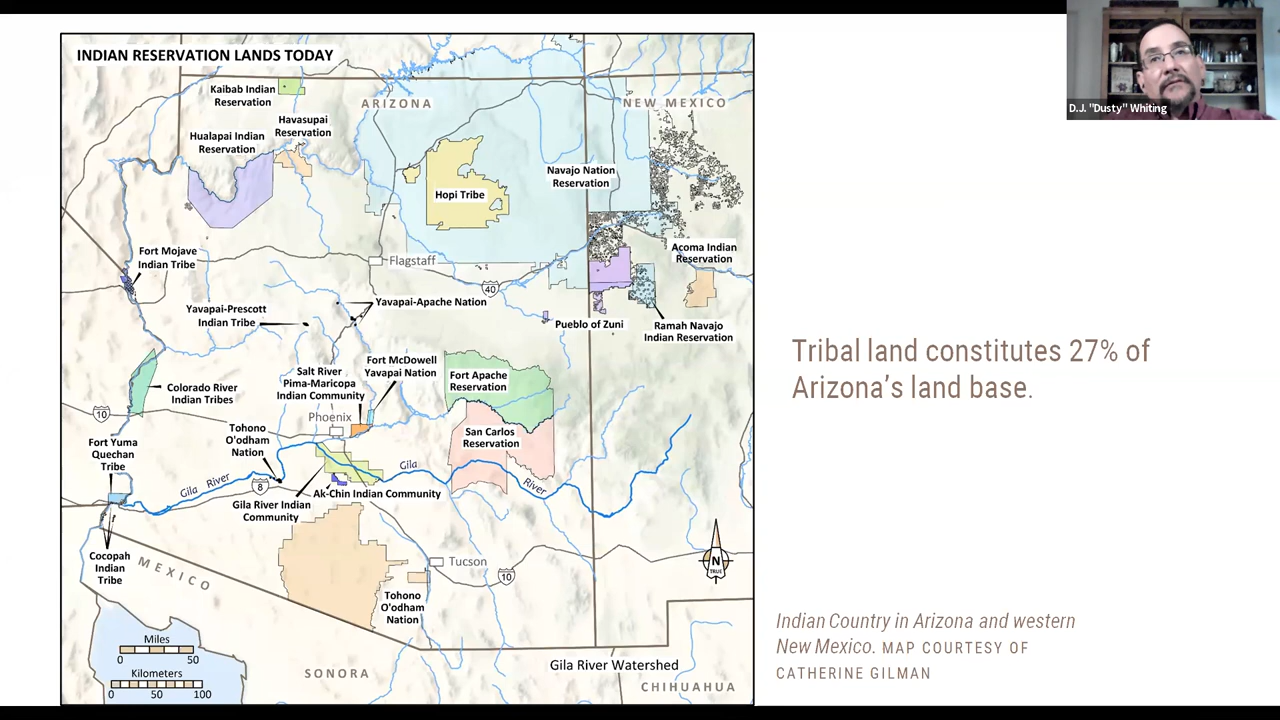 INDIAN RESERVATION LANDS TODAY
Kaibab Indian
Reservation
ARIZONA
NEW MEXICO
Havasupai
Reservation
Hualapai Indian
Reservation
Navajo Nation
Reservation
Hopi Tribe
Acoma Indian
Reservation
Fort Mojave
Indian Tribe
Flagstaff
40
Yavapai-Apache Nation
Yavapai-Prescott
Indian Tribe
Pueblo of Zuni
Ramah Navajo
Indian Reservation
Fort McDowell
Yavapai Nation
Salt River
Pima-Maricopa
Indian Community
Fort Apache
Reservation
Colorado River
Indian Tribes
10
Phoenix
Tohono
O'odham
Nation
San Carlos
Reservation
Fort Yuma
Quechan
Tribe
Gila River
8
Gila
River
Ak-Chin Indian Community
Gila River Indian
Community
Cocopah
Indian
Tribe
MEXICO
Tucson
10
N
TRUE
Tohono
O'odham
Nation
Miles
0 50
Kilometers
0 50 100
SONORA
Gila River Watershed
CHIHUAHUA
D.J. "Dusty" Whiting
Tribal land constitutes 27% of
Arizona’s land base.
Indian Country in Arizona and western
New Mexico. MAP COURTESY OF
CATHERINE GILMAN